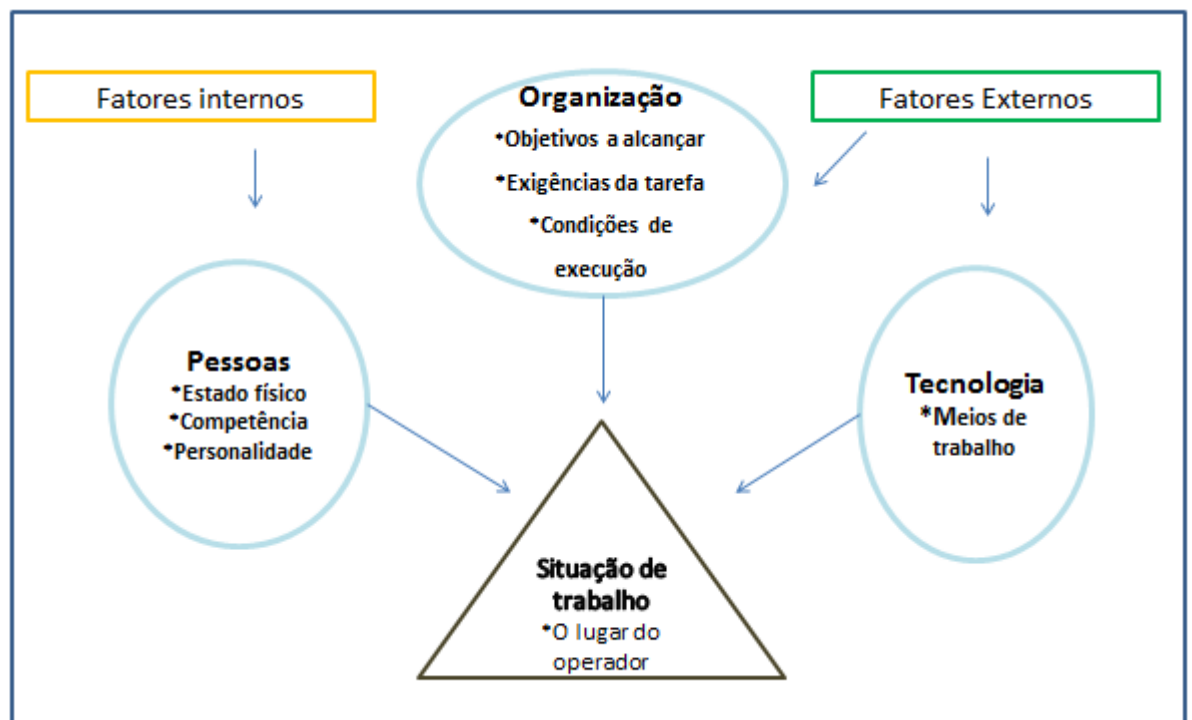 Fatores internos
Organização
*Objetivos a alcançar
*Exigências da tarefa
*Condições de
execução
Fatores Externos
Pessoas
*Estado físico
*Competência
*Personalidade
Tecnologia
*Meios de
trabalho
Situação de
trabalho
*O lugar do
operador